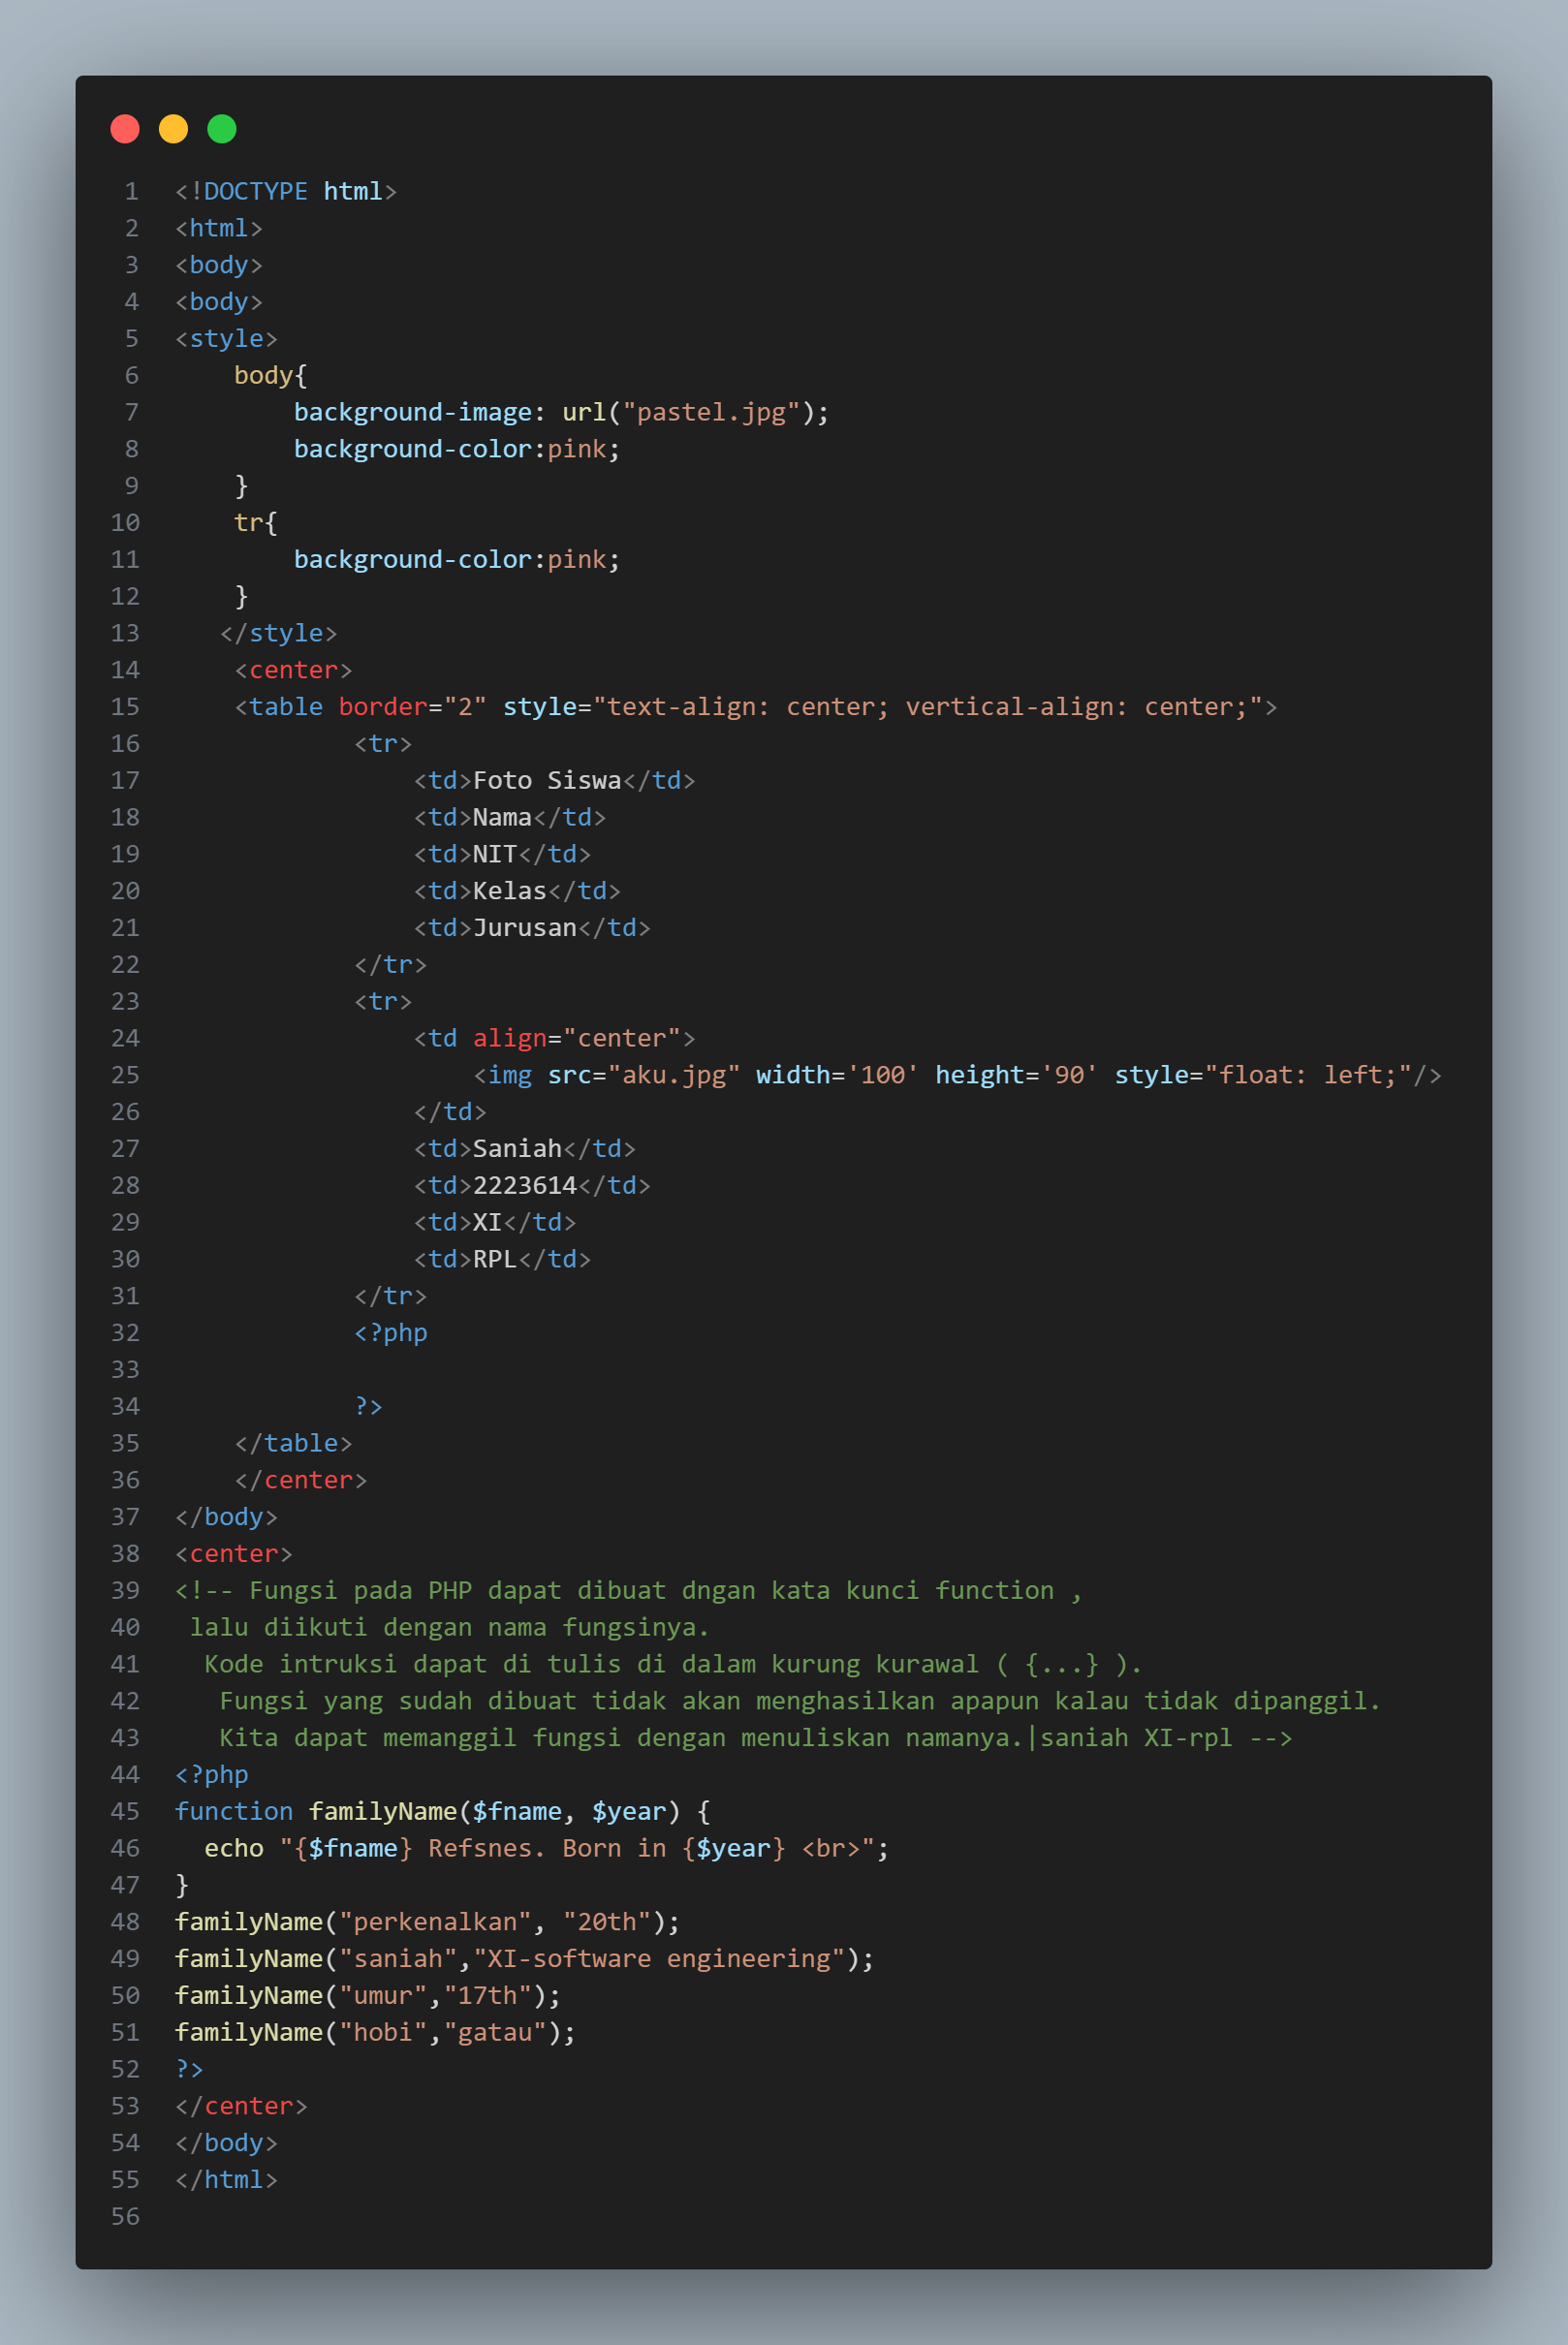 1 <!DOCTYPE html>
2 <html>
3 <body>
4 <body>
5 <style>
6     body{
7         background-image: url("pastel.jpg");
8         background-color:pink;
9     }
10     tr{
11         background-color:pink;
12     }
13    </style>
14     <center>
15     <table border="2" style="text-align: center; vertical-align: center;">
16             <tr>
17                 <td>Foto Siswa</td>
18                 <td>Nama</td>
19                 <td>NIT</td>
20                 <td>Kelas</td>
21                 <td>Jurusan</td>
22             </tr>
23             <tr>
24                 <td align="center">
25                     <img src="aku.jpg" width='100' height='90' style="float: left;"/>
26                 </td>
27                 <td>Saniah</td>
28                 <td>2223614</td>
29                 <td>XI</td>
30                 <td>RPL</td>
31             </tr>
32             <?php
33
34             ?>
35     </table>
36     </center>
37 </body>
38 <center>
39 <!-- Fungsi pada PHP dapat dibuat dngan kata kunci function ,
40  lalu diikuti dengan nama fungsinya.
41   Kode intruksi dapat di tulis di dalam kurung kurawal ( {...} ).
42    Fungsi yang sudah dibuat tidak akan menghasilkan apapun kalau tidak dipanggil.
43    Kita dapat memanggil fungsi dengan menuliskan namanya.|saniah XI-rpl -->
44 <?php
45 function familyName($fname, $year) {
46   echo "{$fname} Refsnes. Born in {$year} <br>";
47 }
48 familyName("perkenalkan", "20th");
49 familyName("saniah","XI-software engineering");
50 familyName("umur","17th");
51 familyName("hobi","gatau");
52 ?>
53 </center>
54 </body>
55 </html>
56